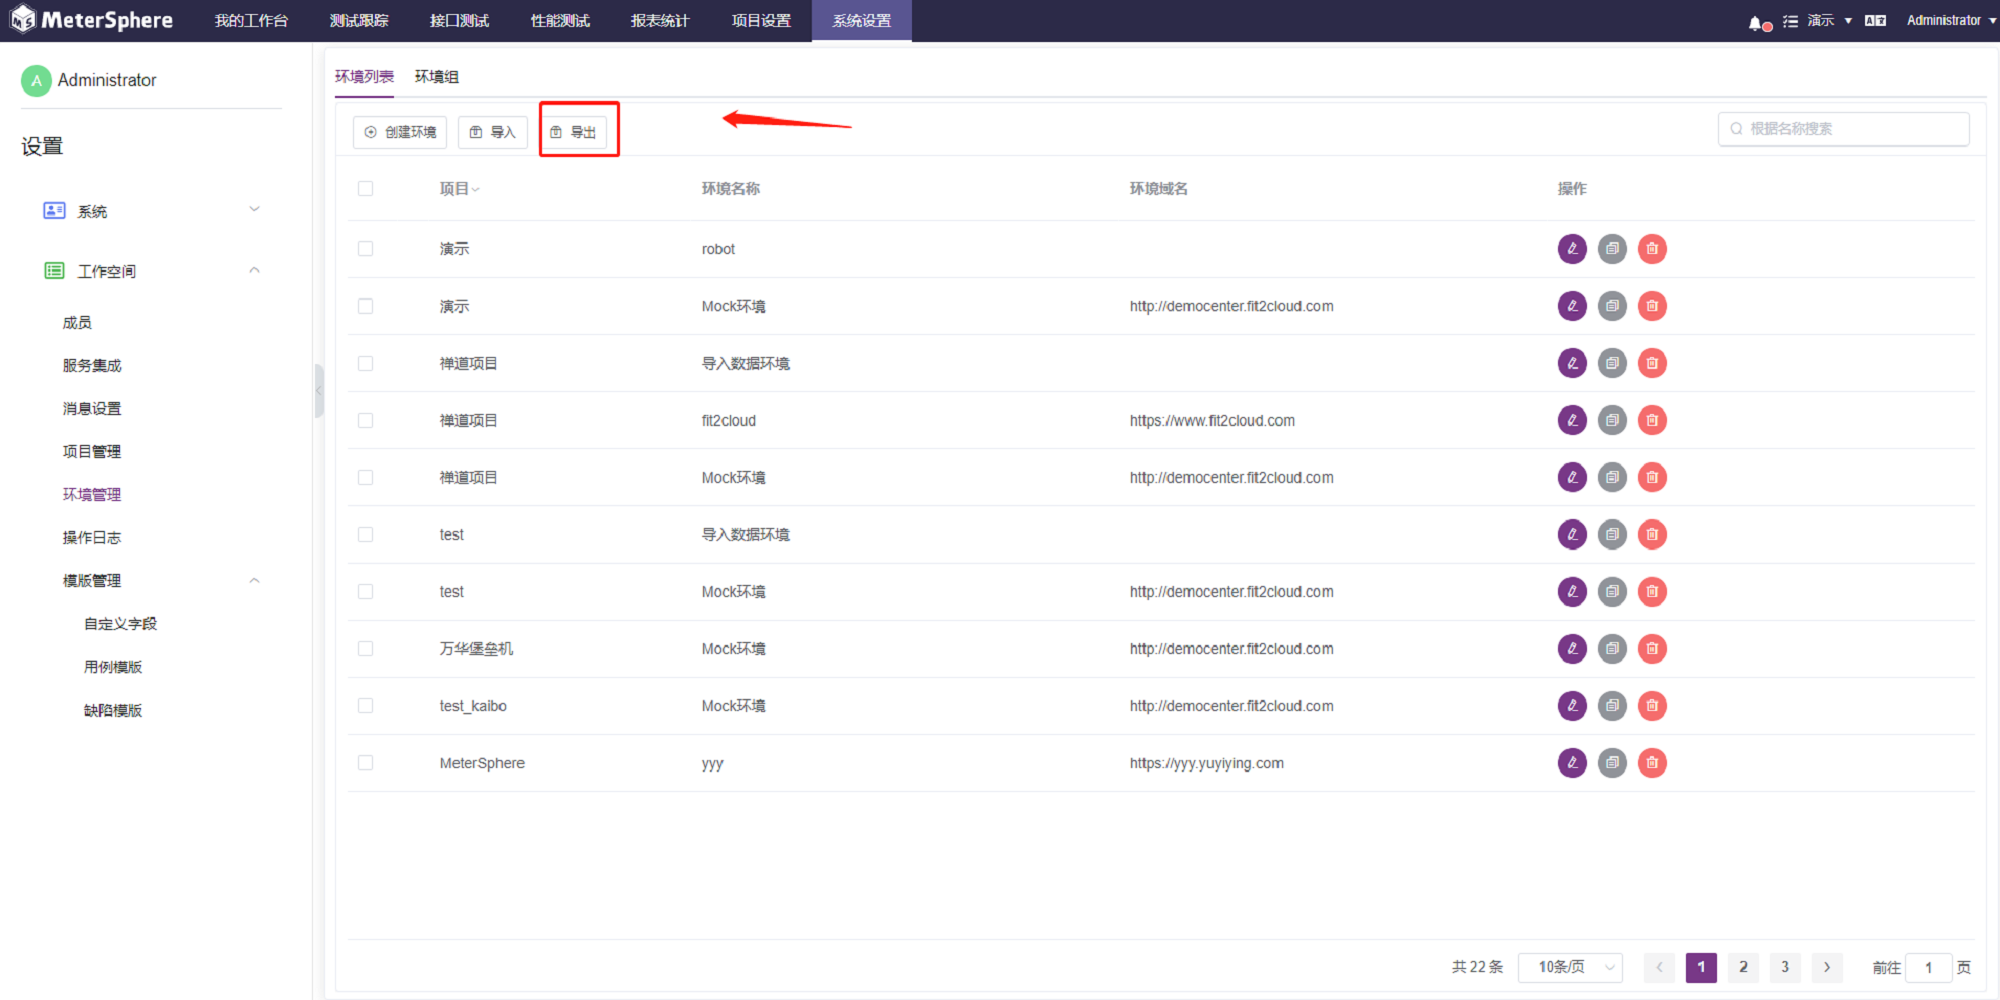 MeterSphere 我的工作台 测试跟踪 接口测试 性能测试 报表统计 项目设置 系统设置 演示 Administrator
A Administrator
设置
系统
工作空间
成员
服务集成
消息设置
项目管理
环境管理
操作日志
模版管理
自定义字段
用例模版
缺陷模版
环境列表 环境组
创建环境 导入 导出 根据名称搜索
项目 环境名称 环境域名 操作
演示 robot
演示 Mock环境 http://democenter.fit2cloud.com
禅道项目 导入数据环境
禅道项目 fit2cloud https://www.fit2cloud.com
禅道项目 Mock环境 http://democenter.fit2cloud.com
test 导入数据环境
test Mock环境 http://democenter.fit2cloud.com
万华堡垒机 Mock环境 http://democenter.fit2cloud.com
test_kaibo Mock环境 http://democenter.fit2cloud.com
MeterSphere yyy https://yyy.yuyiying.com
共 22 条 10条/页 1 2 3 前往 1 页